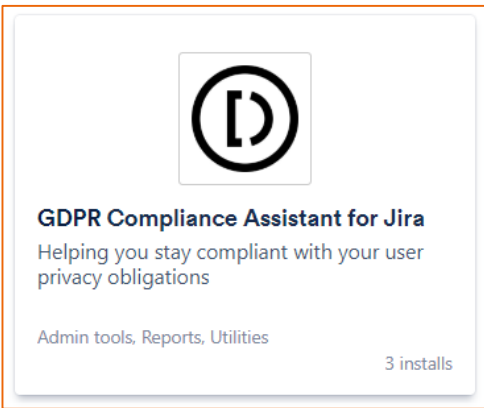 GDPR Compliance Assistant for Jira
Helping you stay compliant with your user
privacy obligations
Admin tools, Reports, Utilities
3 installs